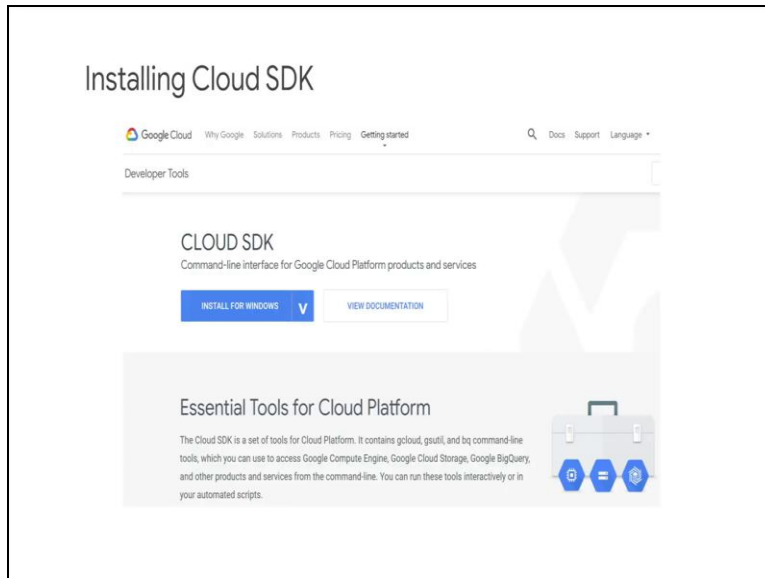 Installing Cloud SDK
Google Cloud Why Google Solutions Products Pricing Getting started Docs Support Language
Developer Tools
CLOUD SDK
Command-line interface for Google Cloud Platform products and services
INSTALL FOR WINDOWS V VIEW DOCUMENTATION
Essential Tools for Cloud Platform
The Cloud SDK is a set of tools for Cloud Platform. It contains gcloud, gsutil, and bq command-line
tools, which you can use to access Google Compute Engine, Google Cloud Storage, Google BigQuery,
and other products and services from the command-line. You can run these tools interactively or in
your automated scripts.